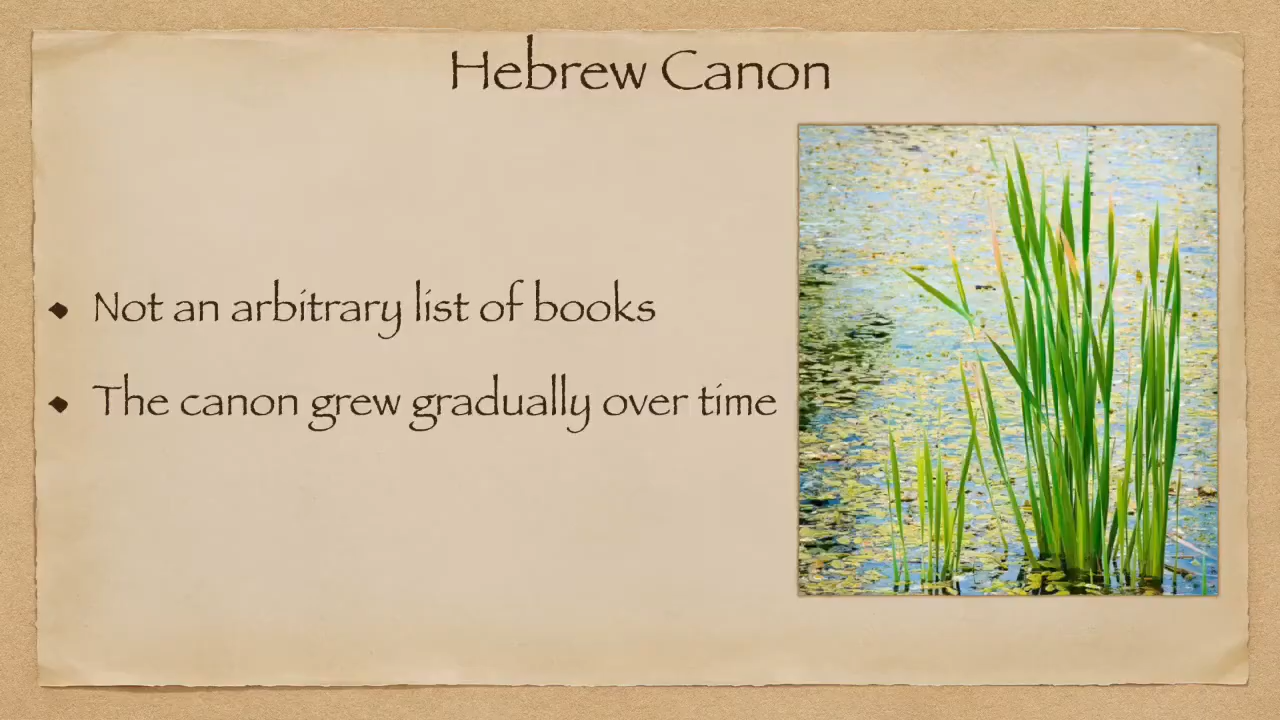 Hebrew Canon
• Not an arbitrary list of books
• The canon grew gradually over time